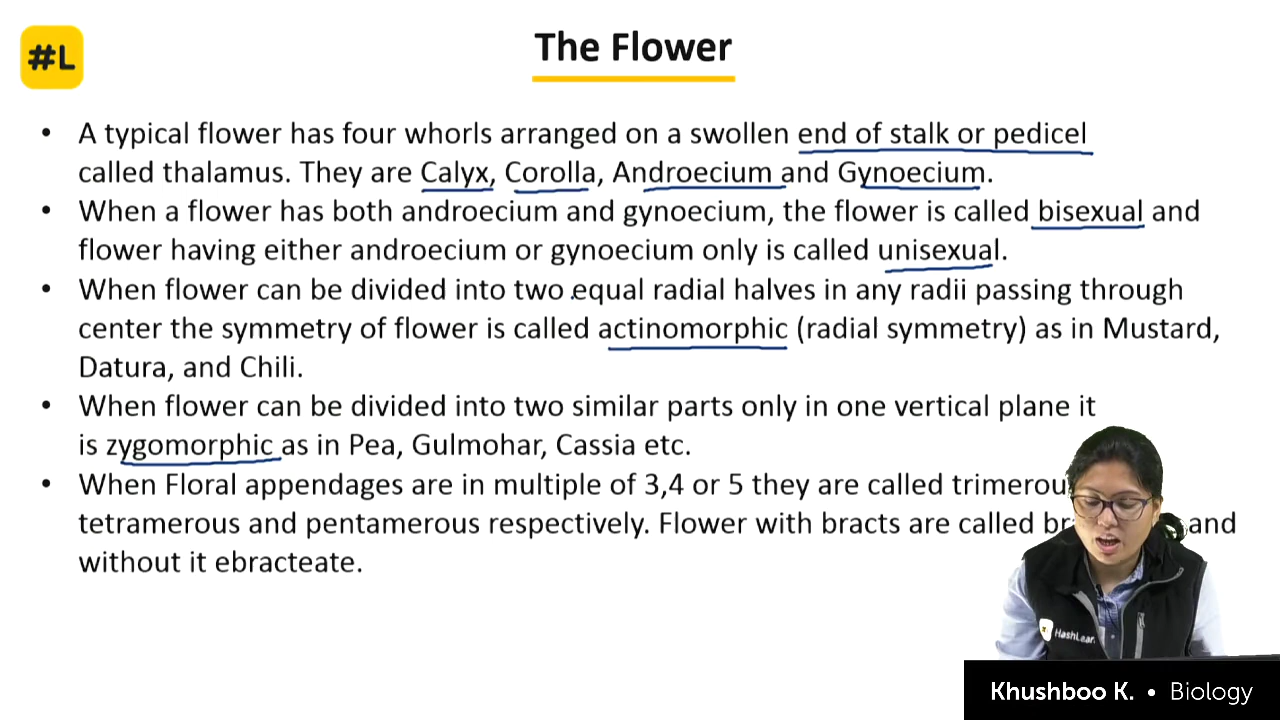 #L
The Flower
• A typical flower has four whorls arranged on a swollen end of stalk or pedicel
called thalamus. They are Calyx, Corolla, Androecium and Gynoecium.
• When a flower has both androecium and gynoecium, the flower is called bisexual and
flower having either androecium or gynoecium only is called unisexual.
• When flower can be divided into two equal radial halves in any radii passing through
center the symmetry of flower is called actinomorphic (radial symmetry) as in Mustard,
Datura, and Chili.
• When flower can be divided into two similar parts only in one vertical plane it
is zygomorphic as in Pea, Gulmohar, Cassia etc.
• When Floral appendages are in multiple of 3,4 or 5 they are called
tetramerous and pentamerous respectively. Flower with bracts are called and
without it ebracteate.
HashLearn
Khushboo K. • Biology